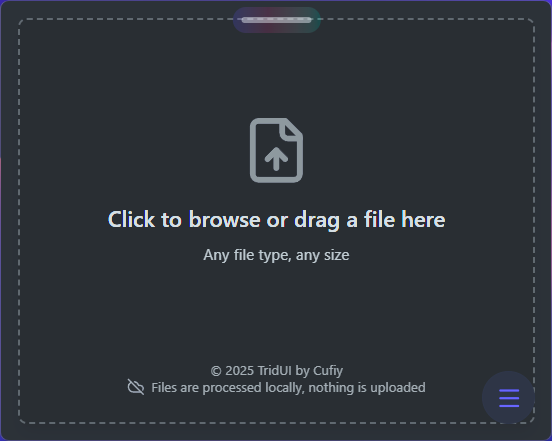 Click to browse or drag a file here
Any file type, any size
© 2025 TridUI by Cufiy
Files are processed locally, nothing is uploaded